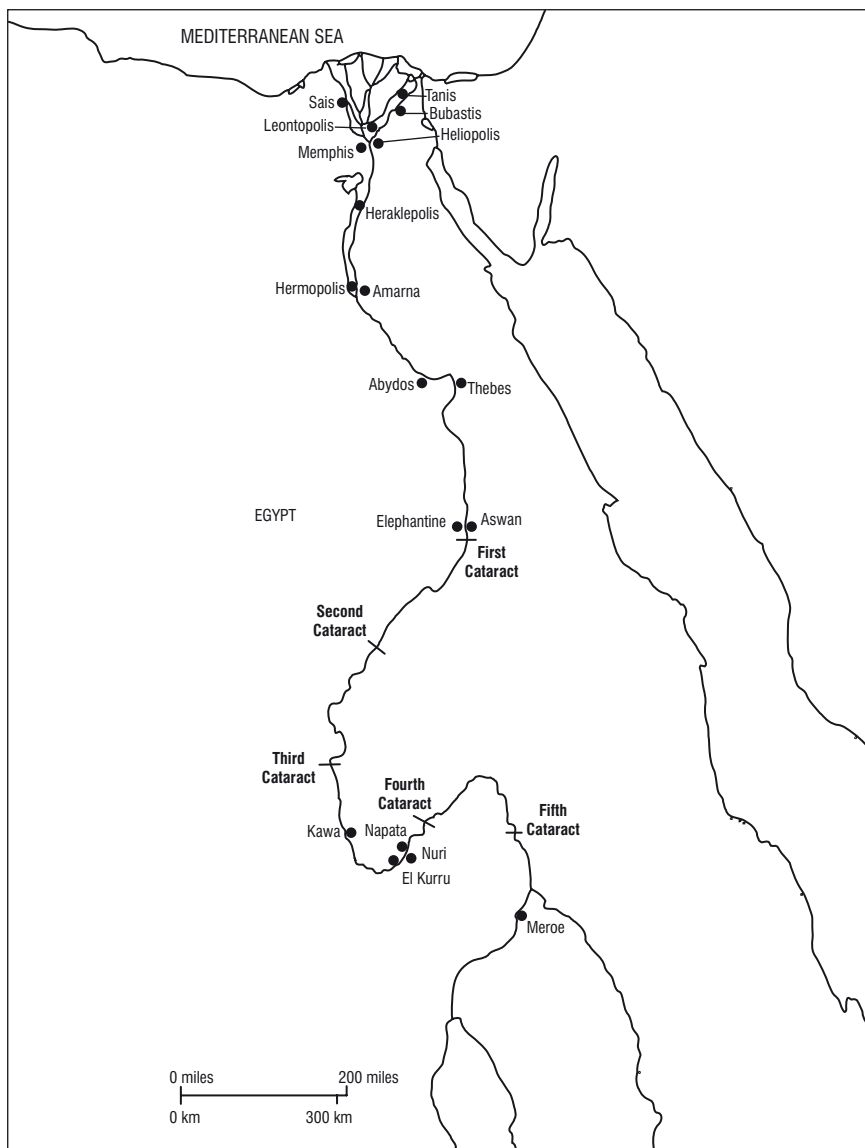 MEDITERRANEAN SEA
Sais
Tanis
Bubastis
Leontopolis
Heliopolis
Memphis
Heraklepolis
Hermopolis
Amarna
Abydos
Thebes
EGYPT
Elephantine
Aswan
First
Cataract
Second
Cataract
Third
Cataract
Fourth
Cataract
Fifth
Cataract
Kawa
Napata
Nuri
El Kurru
Meroe
0 miles
200 miles
0 km
300 km